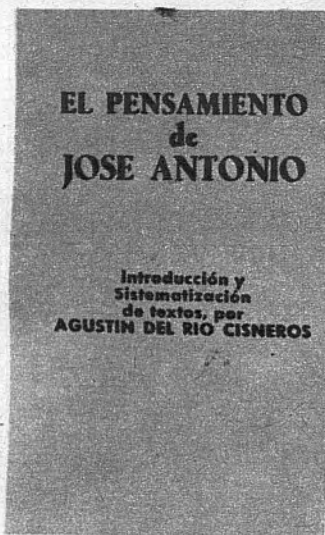 EL PENSAMIENTO
de
JOSE ANTONIO
Introducción y
Sistematización
de textos, por
AGUSTIN DEL RIO CISNEROS